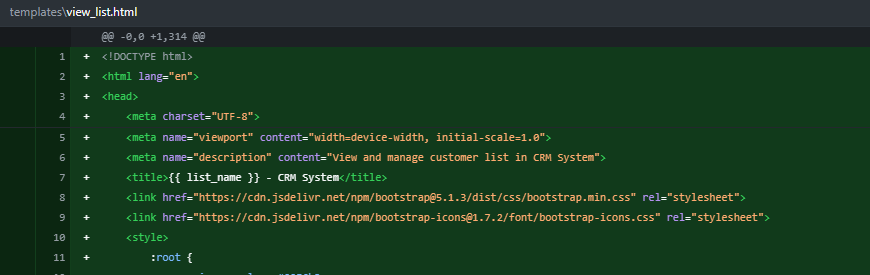 templates\view_list.html
@@ -0,0 +1,314 @@
1 + <!DOCTYPE html>
2 + <html lang="en">
3 + <head>
4 + <meta charset="UTF-8">
5 + <meta name="viewport" content="width=device-width, initial-scale=1.0">
6 + <meta name="description" content="View and manage customer list in CRM System">
7 + <title>{{ list_name }} - CRM System</title>
8 + <link href="https://cdn.jsdelivr.net/npm/bootstrap@5.1.3/dist/css/bootstrap.min.css" rel="stylesheet">
9 + <link href="https://cdn.jsdelivr.net/npm/bootstrap-icons@1.7.2/font/bootstrap-icons.css" rel="stylesheet">
10 + <style>
11 + :root {